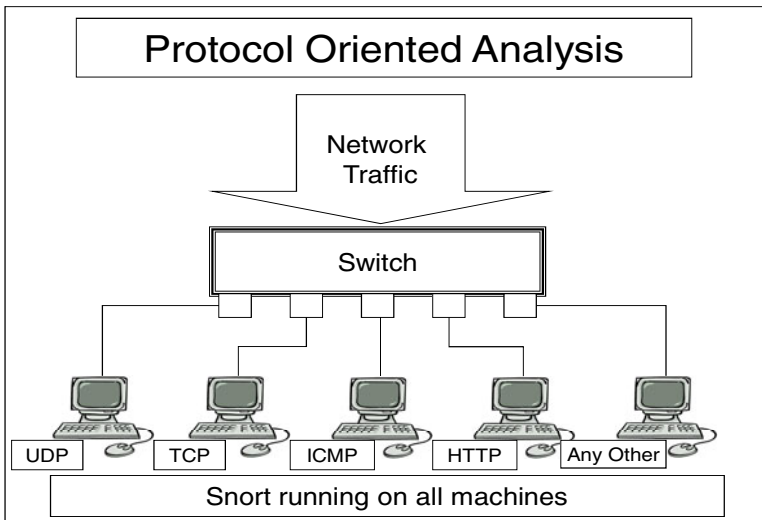 Protocol Oriented Analysis
Network
Traffic
Switch
UDP
TCP
ICMP
HTTP
Any Other
Snort running on all machines